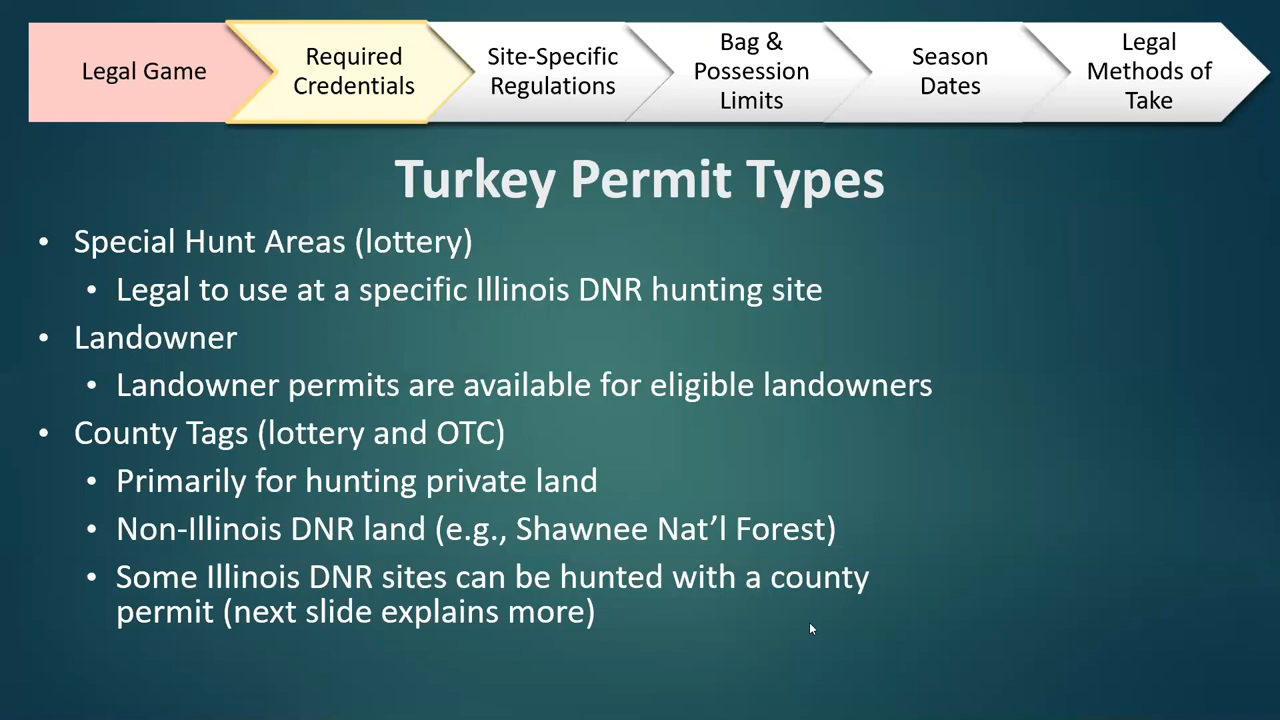 Legal Game
Required
Credentials
Site-Specific
Regulations
Bag &
Possession
Limits
Season
Dates
Legal
Methods of
Take
Turkey Permit Types
• Special Hunt Areas (lottery)
• Legal to use at a specific Illinois DNR hunting site
• Landowner
• Landowner permits are available for eligible landowners
• County Tags (lottery and OTC)
• Primarily for hunting private land
• Non-Illinois DNR land (e.g., Shawnee Nat’l Forest)
• Some Illinois DNR sites can be hunted with a county
permit (next slide explains more)